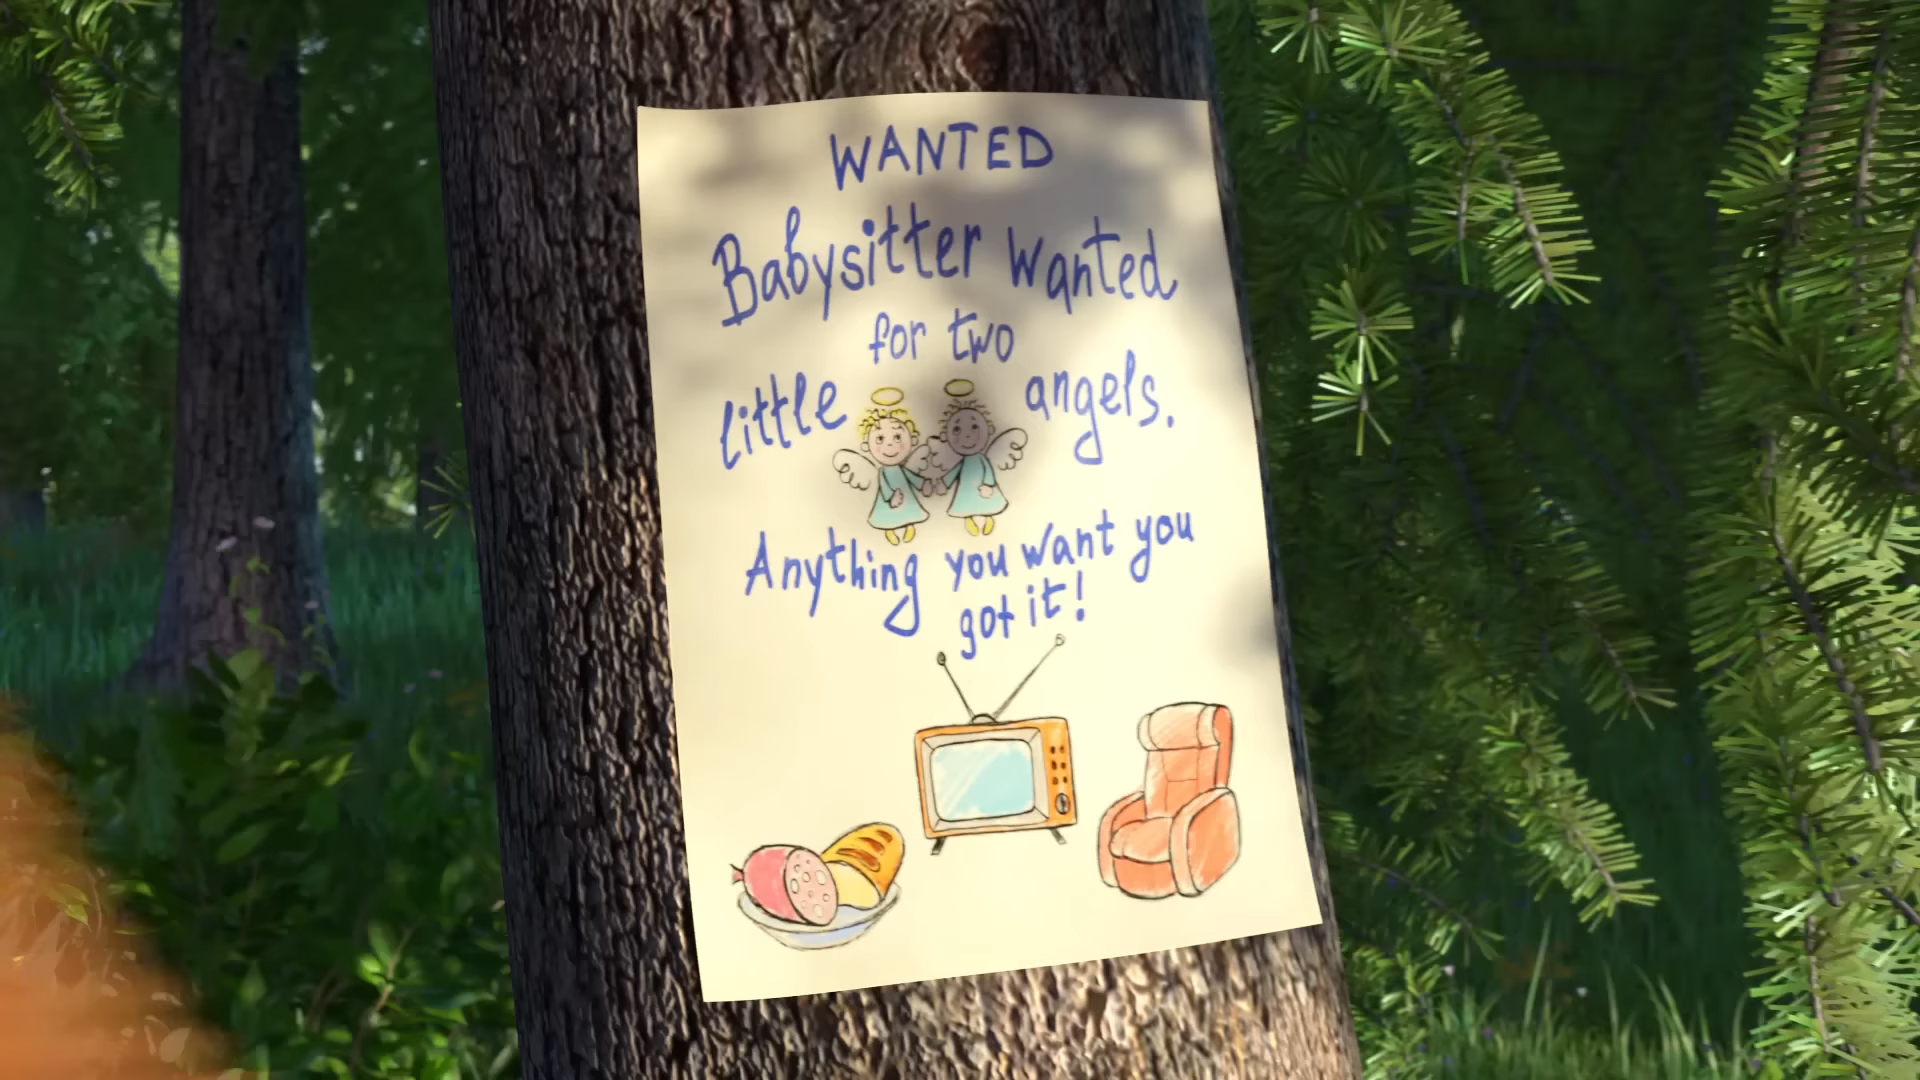 WANTED
Babysitter wanted
for two
little angels.
Anything you want you
got it!